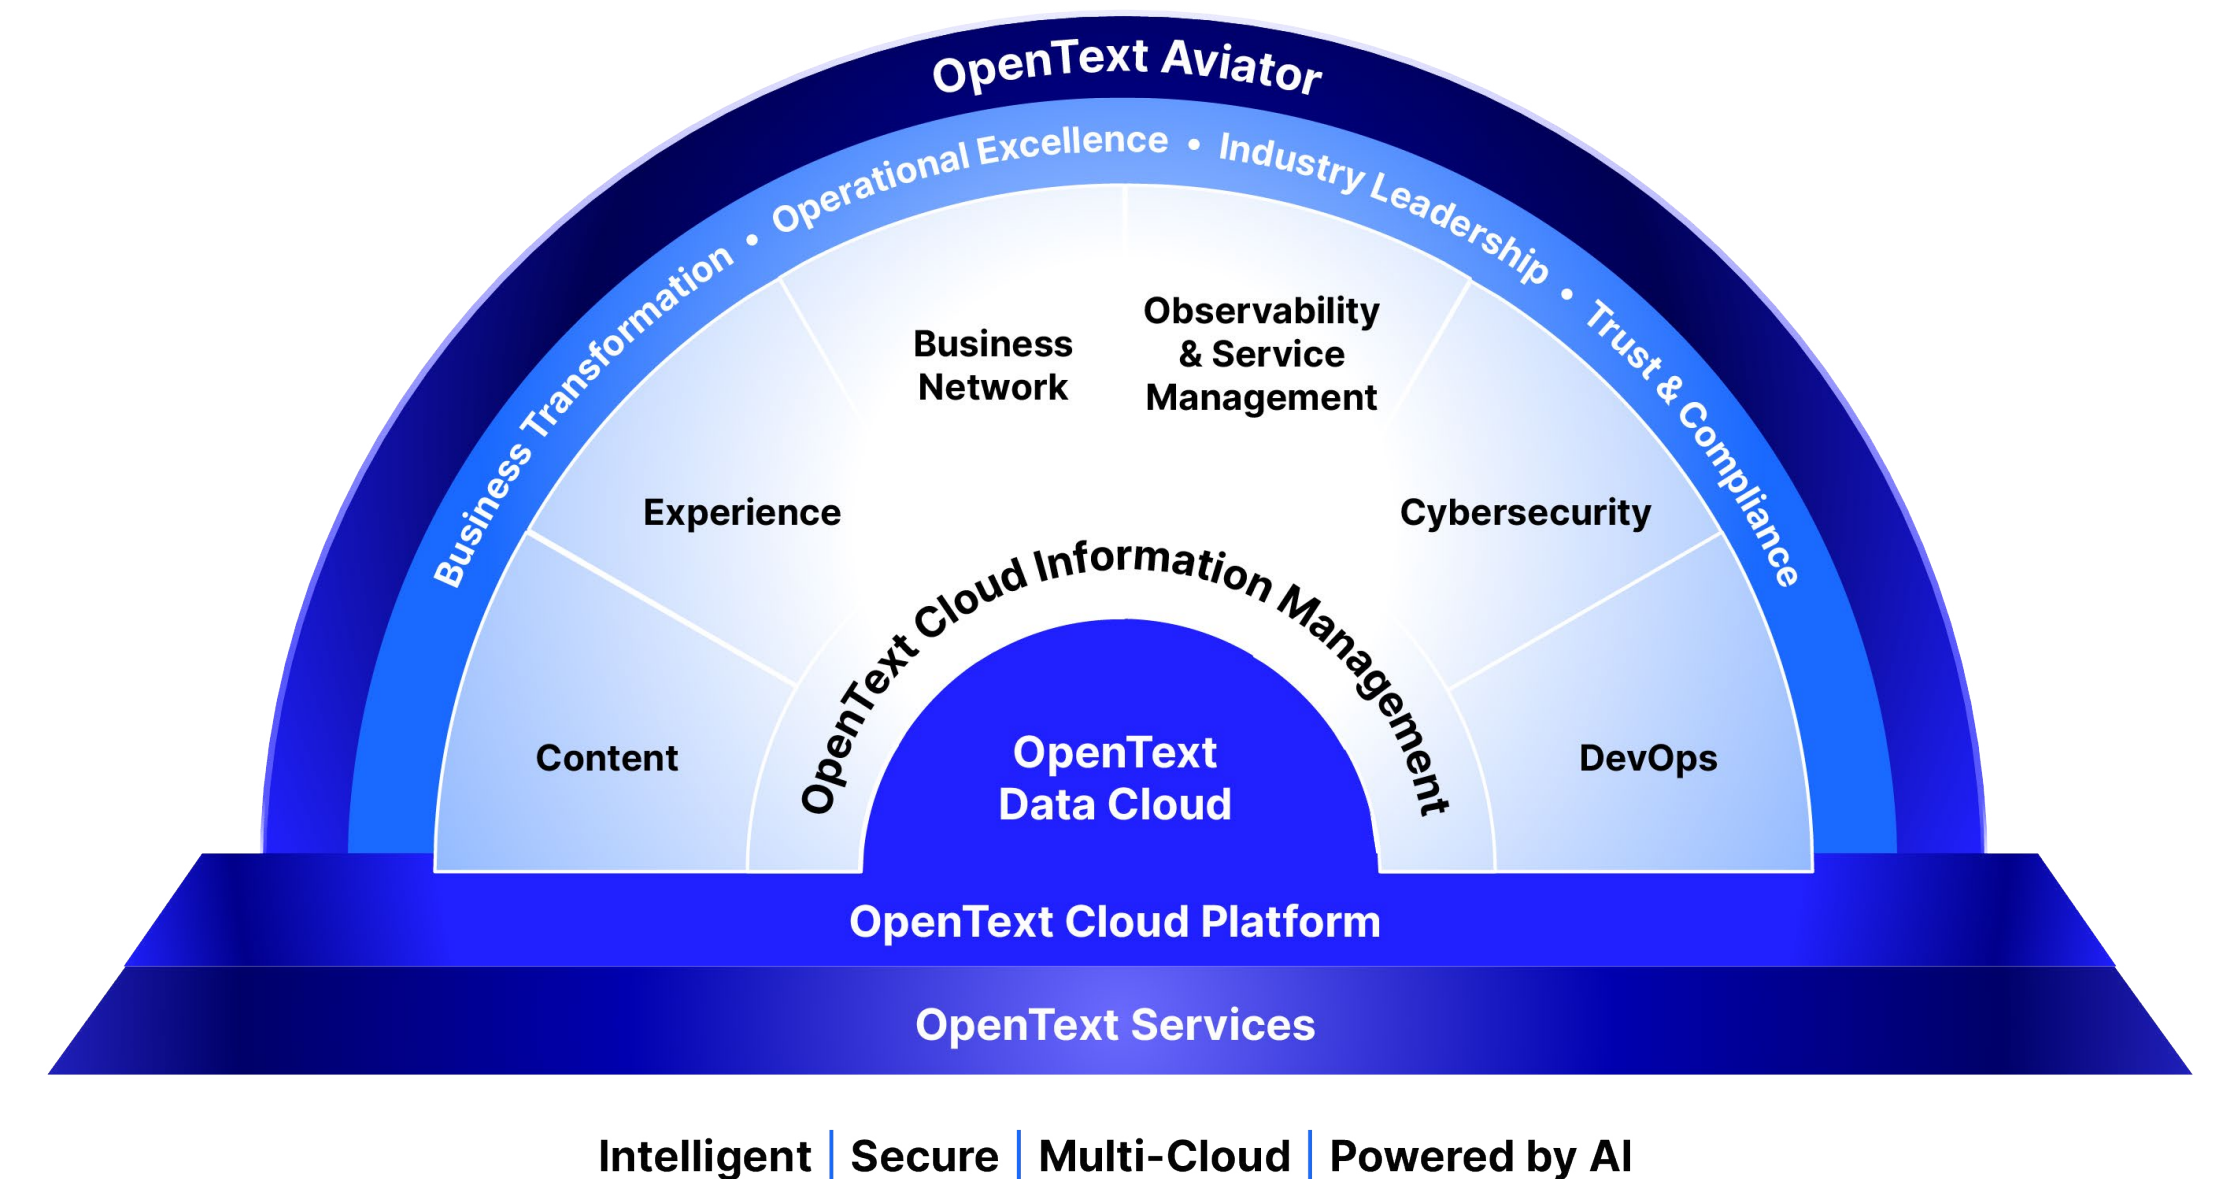 OpenText Aviator
Business Transformation • Operational Excellence • Industry Leadership • Trust & Compliance
Business
Network
Observability
& Service
Management
Experience
Cybersecurity
Content
DevOps
OpenText Cloud Information Management
OpenText
Data Cloud
OpenText Cloud Platform
OpenText Services
Intelligent | Secure | Multi-Cloud | Powered by AI